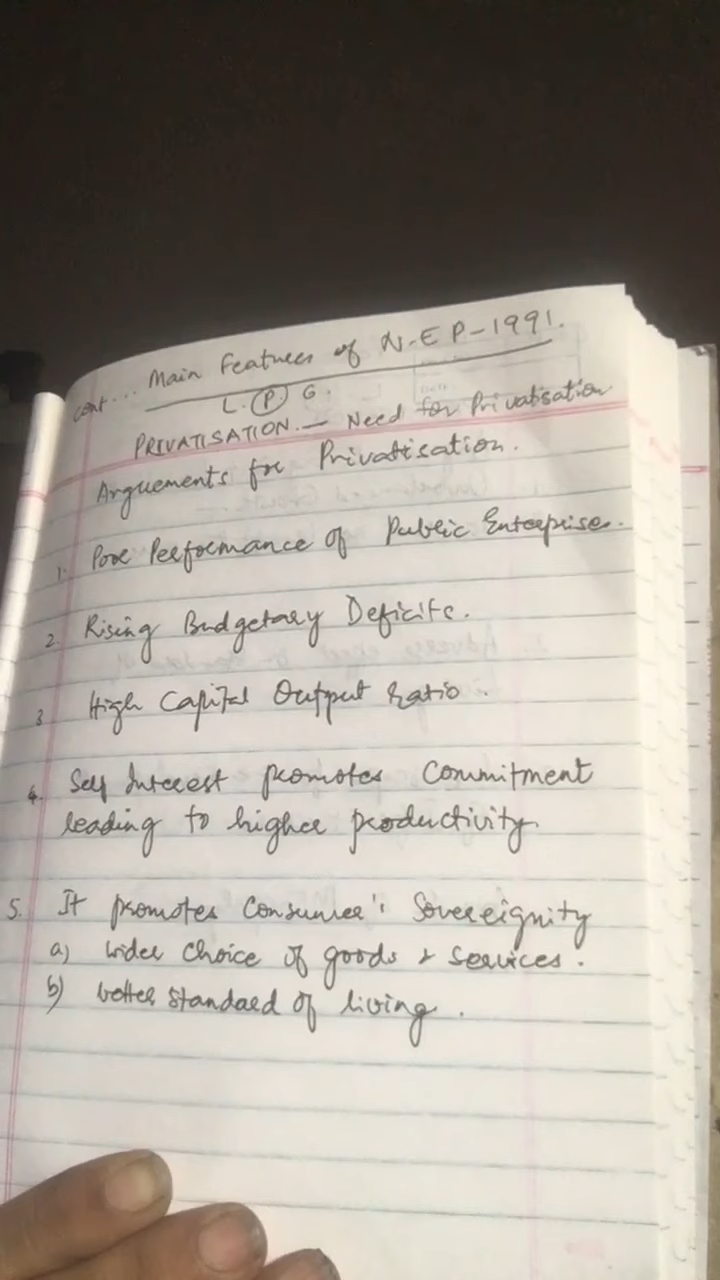 cont... Main Features of N.E P-1991.
L. P G.
PRIVATISATION. — Need for Privatisation
Arguements for Privatisation.
1. Poor Performance of Public Enterprise.
2. Rising Budgetary Deficits.
3 High Capital Output Ratio.
4. Self Interest promotes Commitment
leading to higher productivity.
5. It promotes Consumer's Sovereignity
a) wider choice of goods & services.
b) better standard of living.